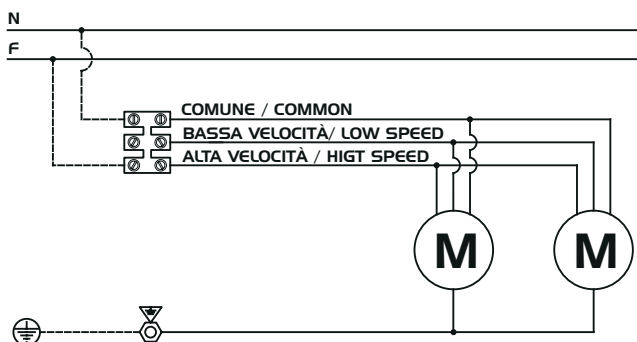 N
F
COMUNE / COMMON
BASSA VELOCITÀ/ LOW SPEED
ALTA VELOCITÀ / HIGT SPEED
M M